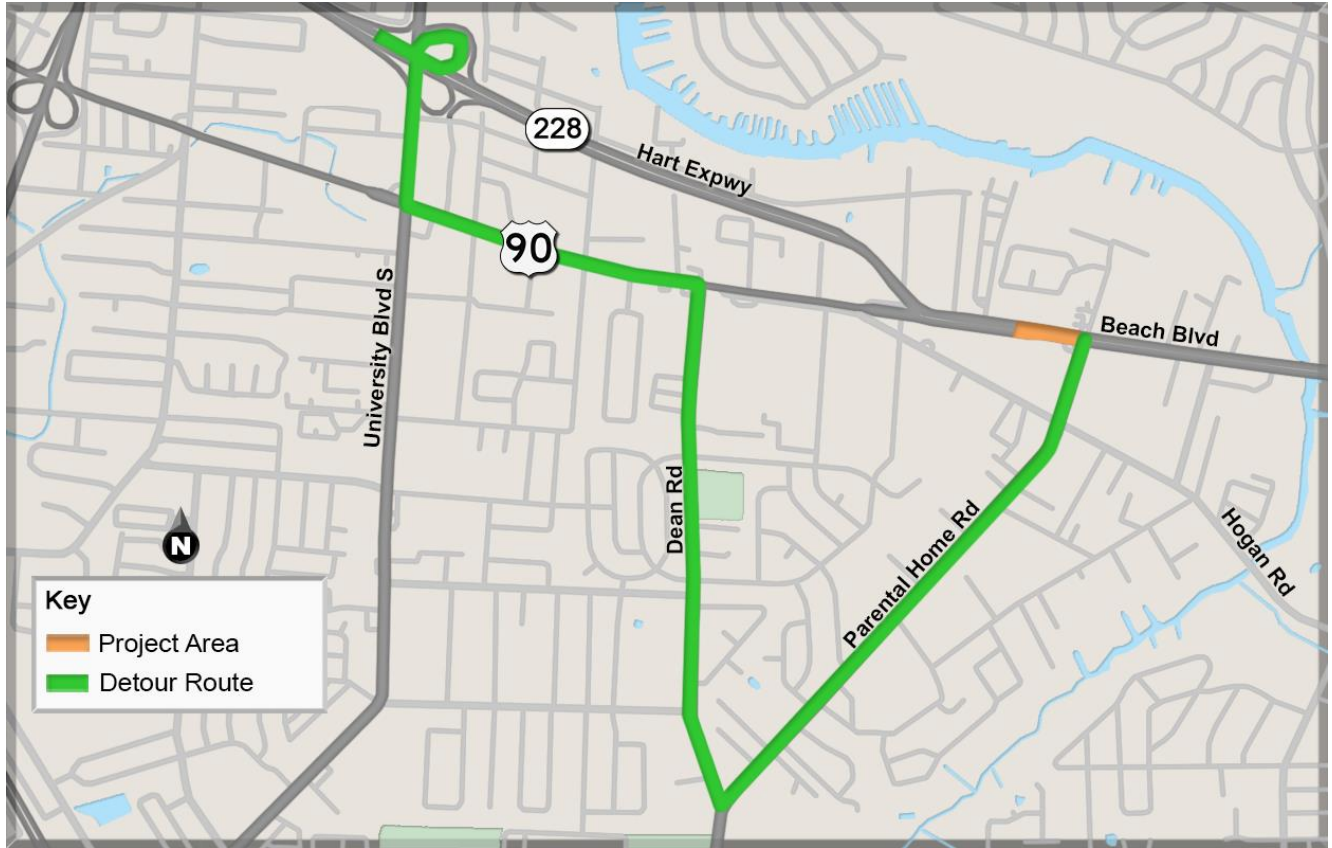 228
Hart Expwy
90
University Blvd S
Beach Blvd
Dean Rd
Parental Home Rd
Hogan Rd
N
Key
Project Area
Detour Route